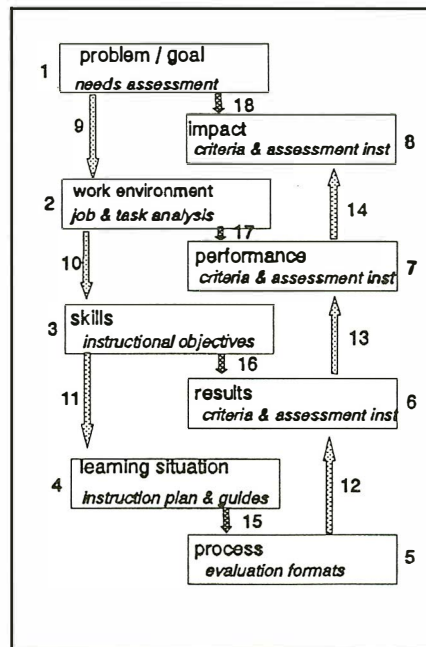 problem / goal
1
needs assessment
18
9
impact
criteria & assessment inst
8
work environment
2
job & task analysis
14
17
10
performance
criteria & assessment inst
7
skills
3
instructional objectives
13
16
11
results
criteria & assessment inst
6
learning situation
4
instruction plan & guides
12
15
process
evaluation formats
5